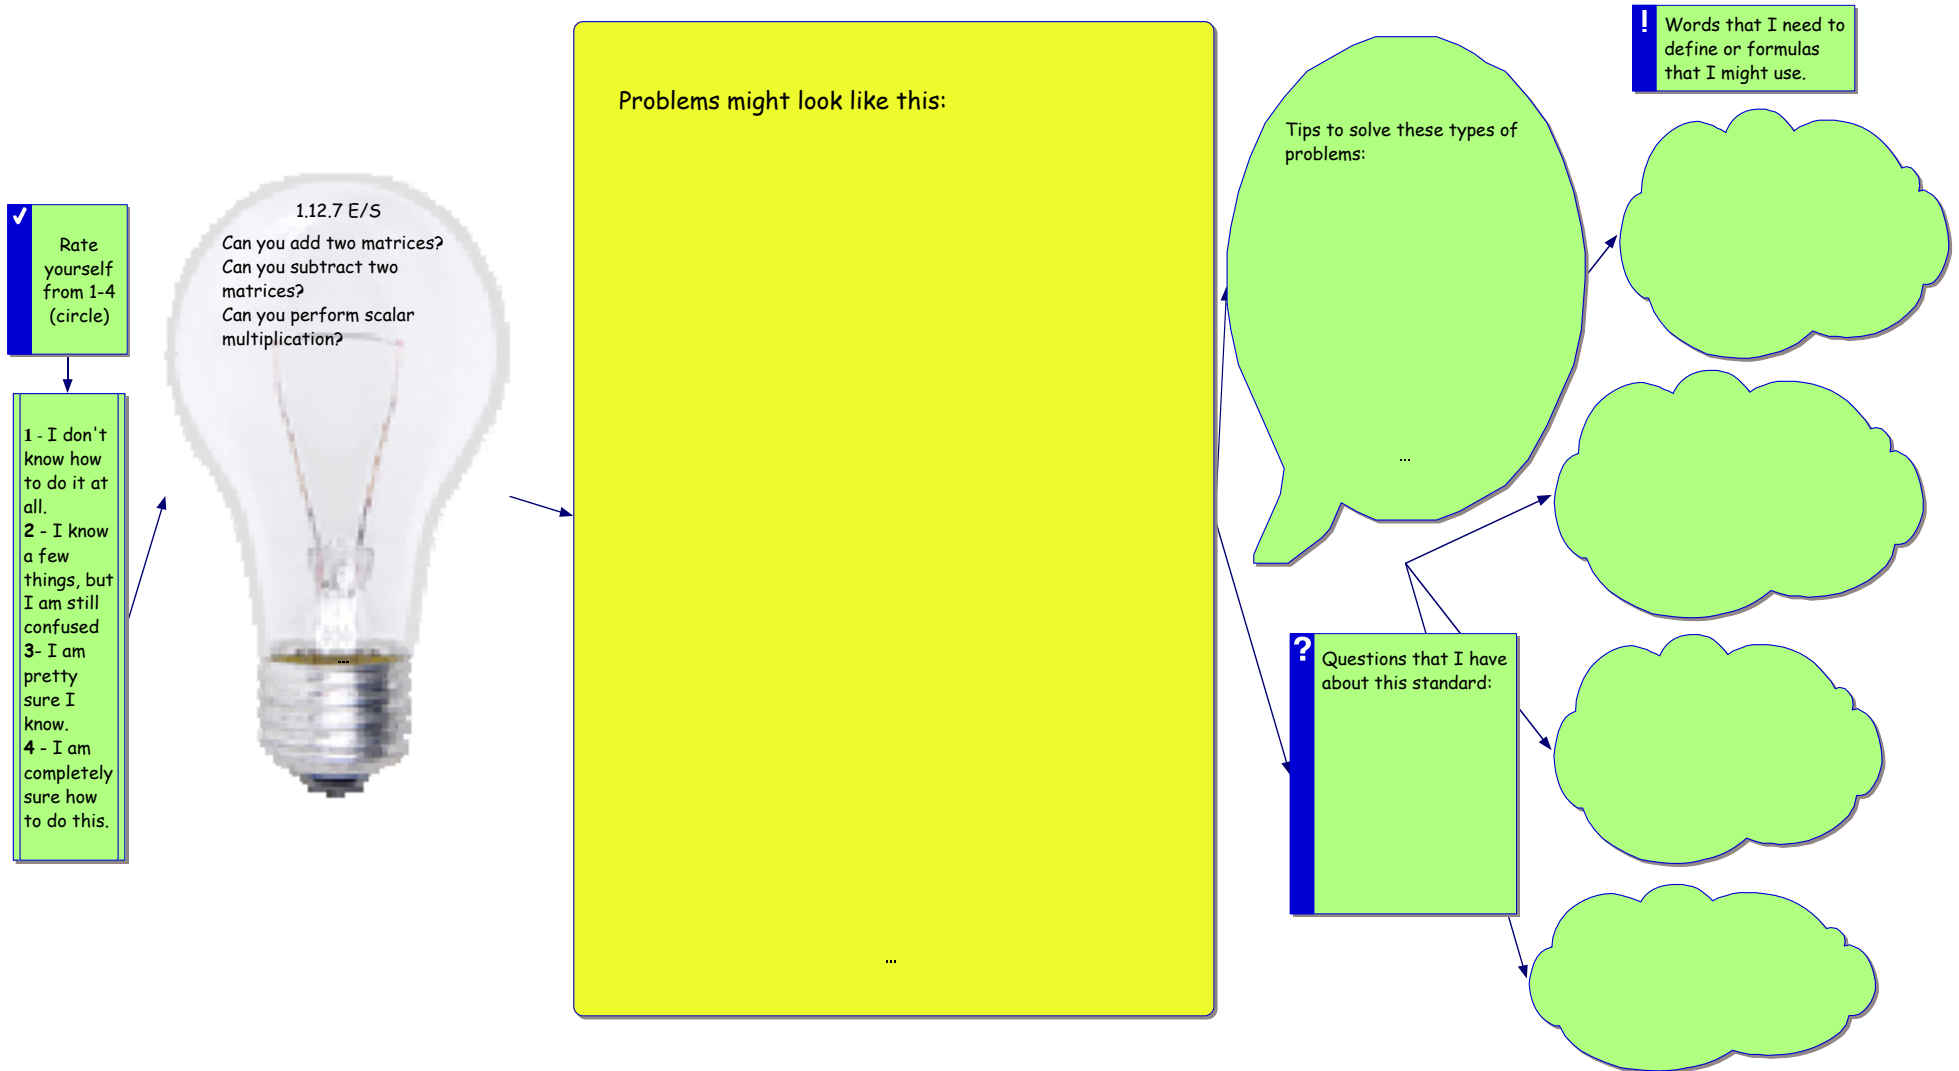 ✓
Rate
yourself
from 1-4
(circle)
1 - I don't
know how
to do it at
all.
2 - I know
a few
things, but
I am still
confused
3- I am
pretty
sure I
know.
4 - I am
completely
sure how
to do this.
1.12.7 E/S
Can you add two matrices?
Can you subtract two
matrices?
Can you perform scalar
multiplication?
...
Problems might look like this:
...
Tips to solve these types of
problems:
...
?
Questions that I have
about this standard:
!
Words that I need to
define or formulas
that I might use.